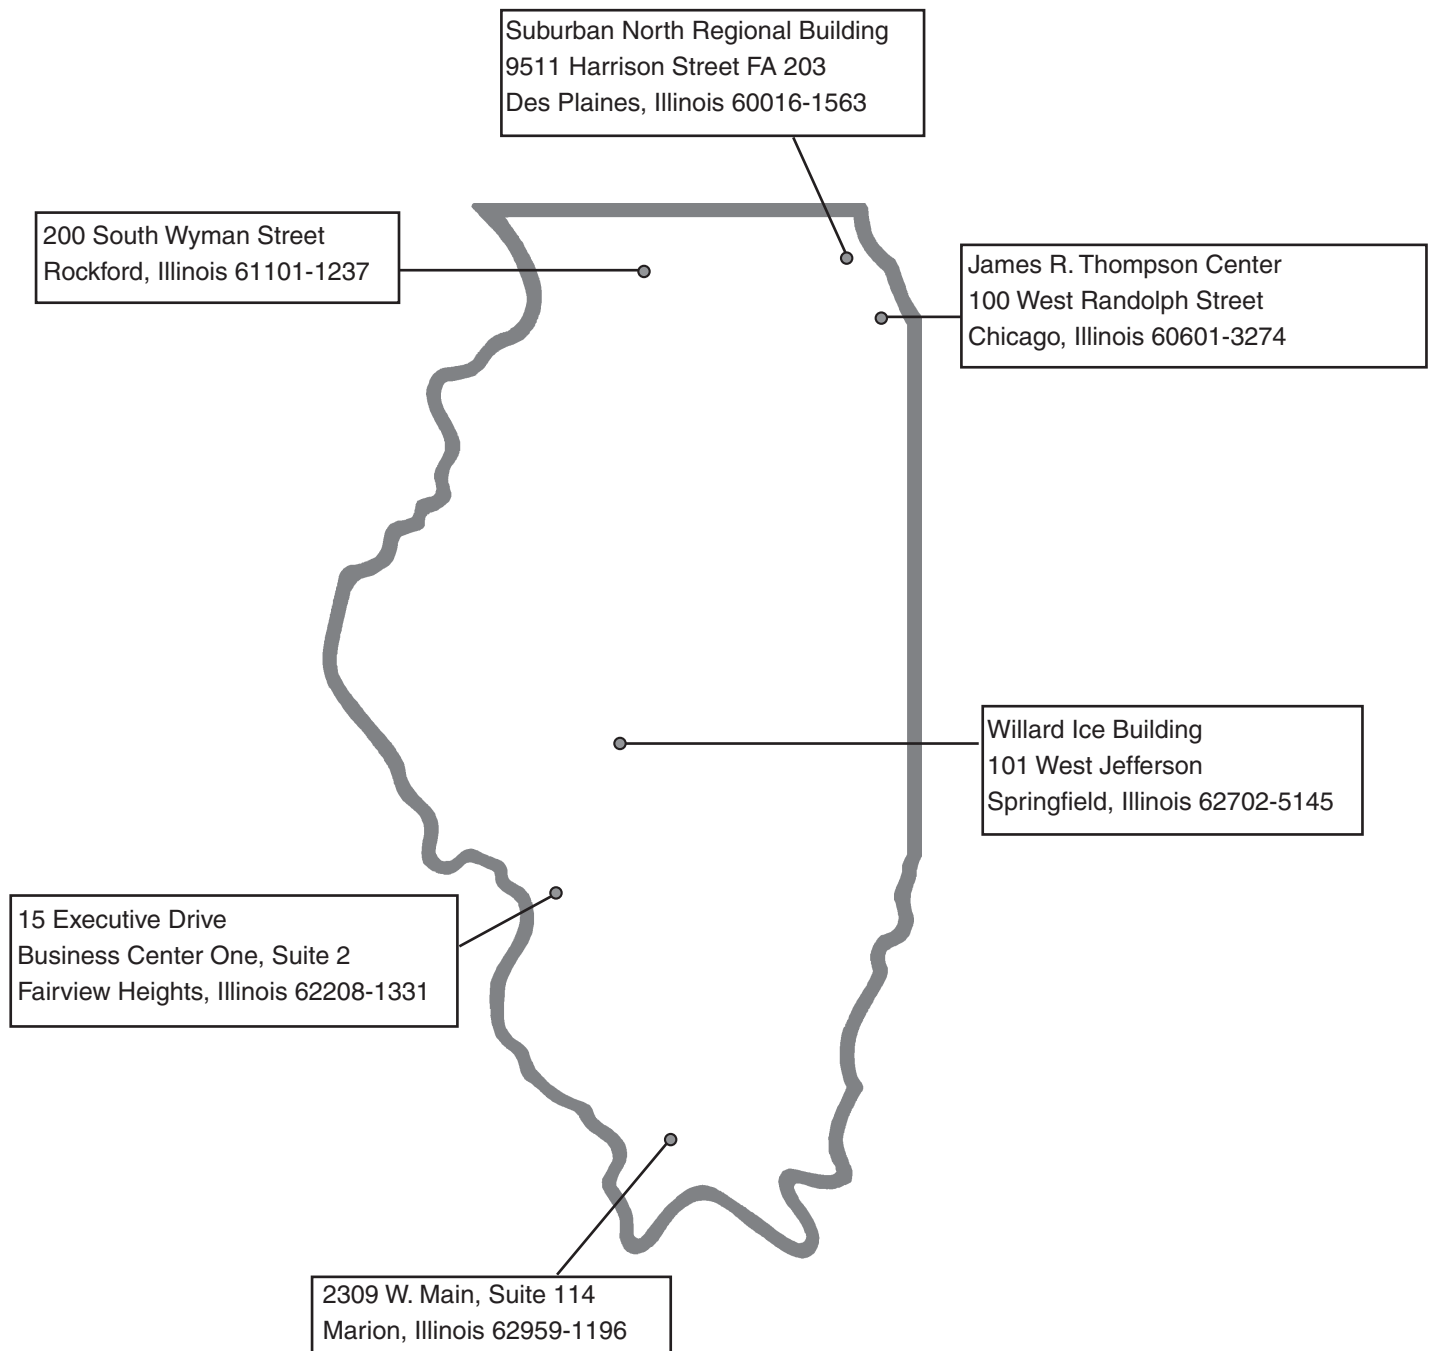 Suburban North Regional Building
9511 Harrison Street FA 203
Des Plaines, Illinois 60016-1563
200 South Wyman Street
Rockford, Illinois 61101-1237
James R. Thompson Center
100 West Randolph Street
Chicago, Illinois 60601-3274
Willard Ice Building
101 West Jefferson
Springfield, Illinois 62702-5145
15 Executive Drive
Business Center One, Suite 2
Fairview Heights, Illinois 62208-1331
2309 W. Main, Suite 114
Marion, Illinois 62959-1196